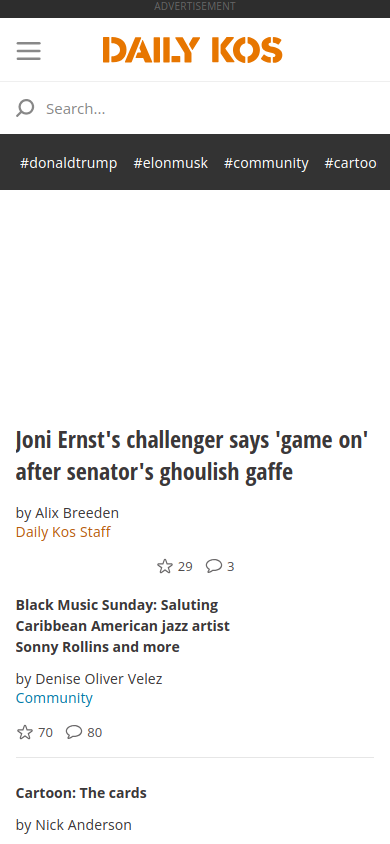 ADVERTISEMENT
DAILY KOS
Search...
#donaldtrump #elonmusk #community #cartoo
Joni Ernst's challenger says 'game on'
after senator's ghoulish gaffe
by Alix Breeden
Daily Kos Staff
29 3
Black Music Sunday: Saluting
Caribbean American jazz artist
Sonny Rollins and more
by Denise Oliver Velez
Community
70 80
Cartoon: The cards
by Nick Anderson